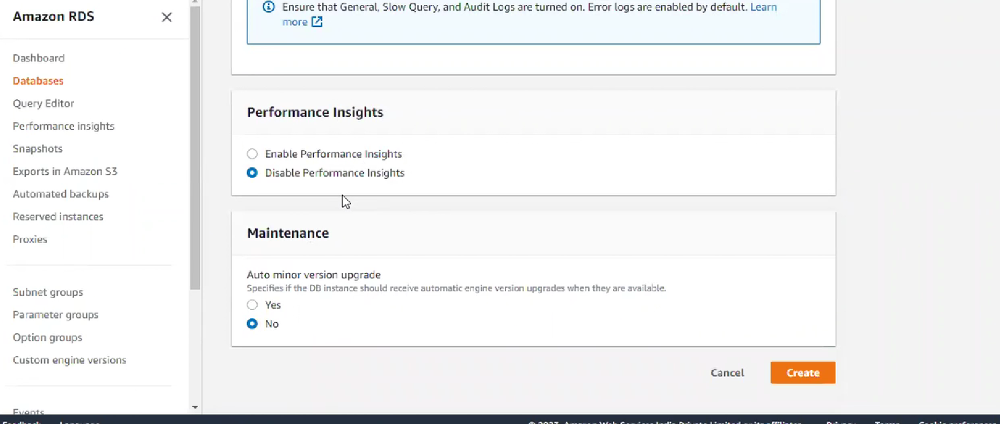 Amazon RDS
Dashboard
Databases
Query Editor
Performance insights
Snapshots
Exports in Amazon S3
Automated backups
Reserved instances
Proxies
Subnet groups
Parameter groups
Option groups
Custom engine versions
Events
Ensure that General, Slow Query, and Audit Logs are turned on. Error logs are enabled by default. Learn
more
Performance Insights
Enable Performance Insights
Disable Performance Insights
Maintenance
Auto minor version upgrade
Specifies if the DB instance should receive automatic engine version upgrades when they are available.
Yes
No
Cancel Create
Feedback Language © 2023, Amazon Web Services India Private Limited or its affiliates. Privacy Terms Cookie preferences